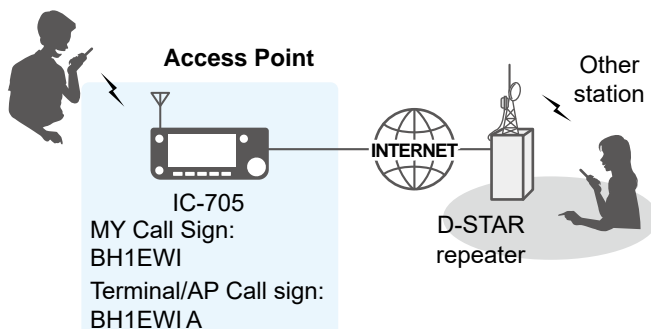 Access Point
IC-705
MY Call Sign:
BH1EWI
Terminal/AP Call sign:
BH1EWI A
INTERNET
D-STAR
repeater
Other
station